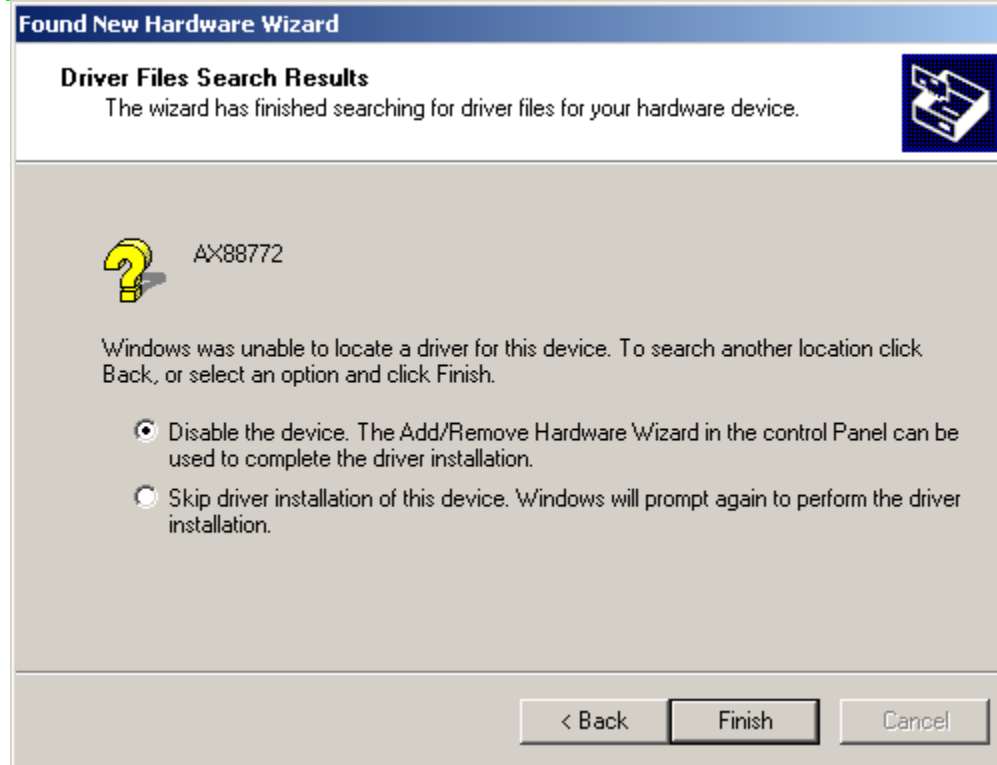 Found New Hardware Wizard
Driver Files Search Results
The wizard has finished searching for driver files for your hardware device.
AX88772
Windows was unable to locate a driver for this device. To search another location click
Back, or select an option and click Finish.
Disable the device. The Add/Remove Hardware Wizard in the control Panel can be
used to complete the driver installation.
Skip driver installation of this device. Windows will prompt again to perform the driver
installation.
< Back
Finish
Cancel